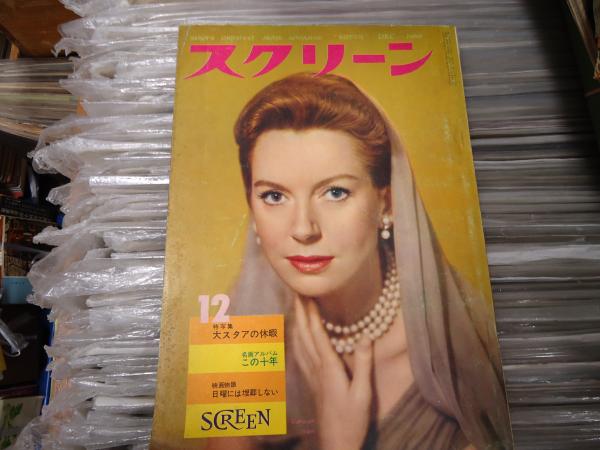 スクリーン
12
特写集
大スタアの休暇
名画アルバム
この十年
映画物語
日曜には埋葬しない
SCREEN